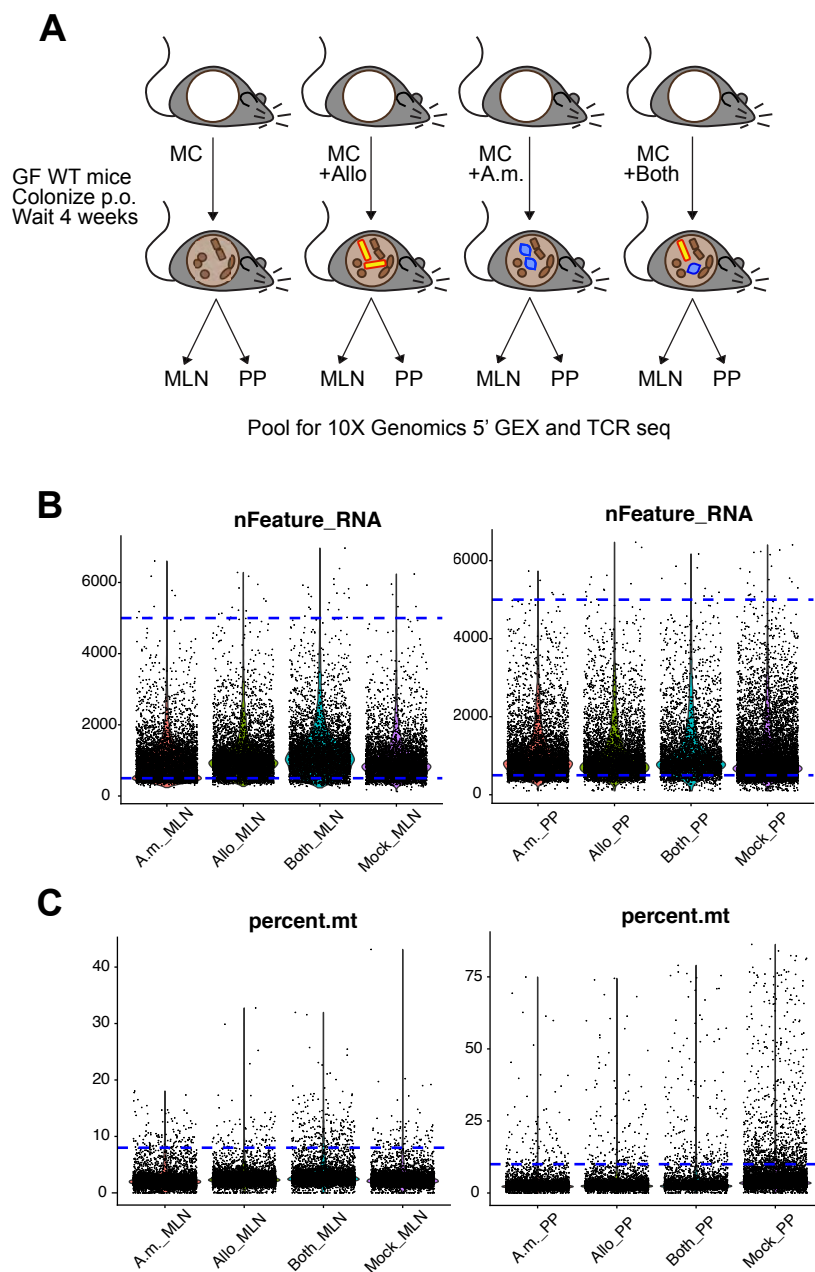 A
MC
MC
+Allo
MC
+A.m.
MC
+Both
GF WT mice
Colonize p.o.
Wait 4 weeks
MLN PP MLN PP MLN PP MLN PP
Pool for 10X Genomics 5' GEX and TCR seq
B
nFeature_RNA
6000
4000
2000
0
A.m._MLN
Allo_MLN
Both_MLN
Mock_MLN
nFeature_RNA
6000
4000
2000
0
A.m._PP
Allo_PP
Both_PP
Mock_PP
C
percent.mt
40
30
20
10
0
A.m._MLN
Allo_MLN
Both_MLN
Mock_MLN
percent.mt
75
50
25
0
A.m._PP
Allo_PP
Both_PP
Mock_PP